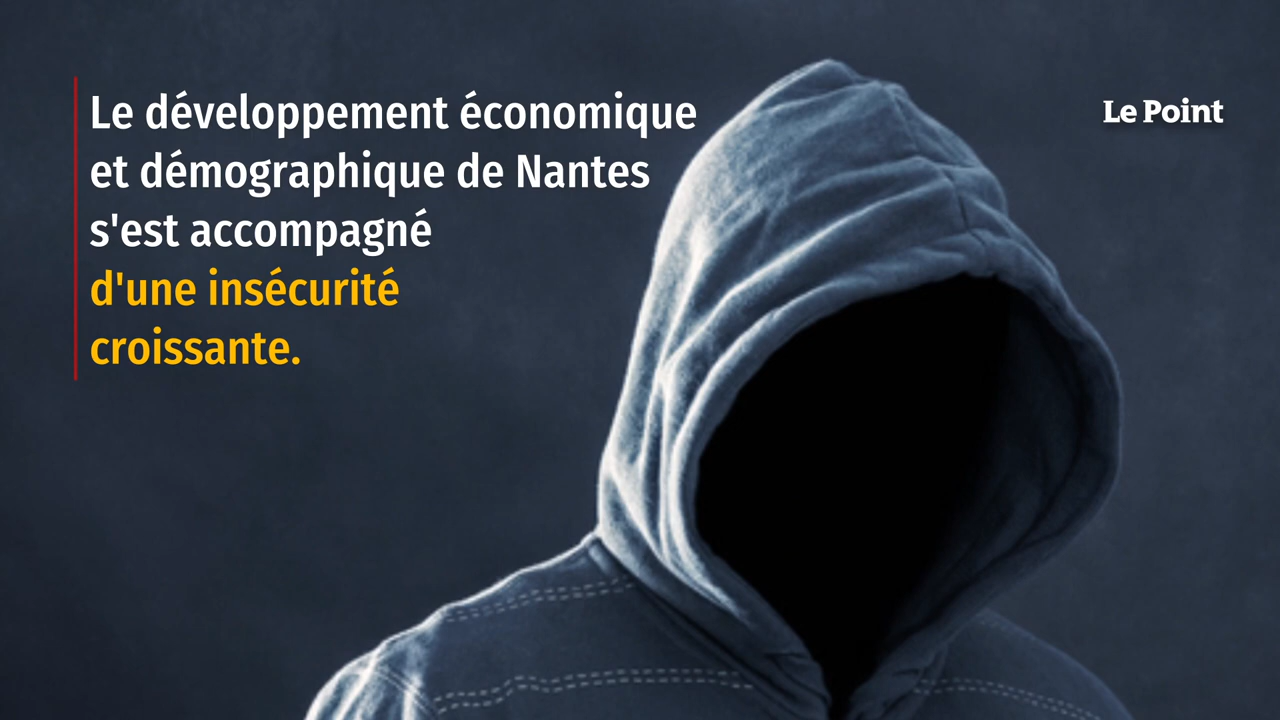 Le développement économique
et démographique de Nantes
s'est accompagné
d'une insécurité
croissante.
Le Point